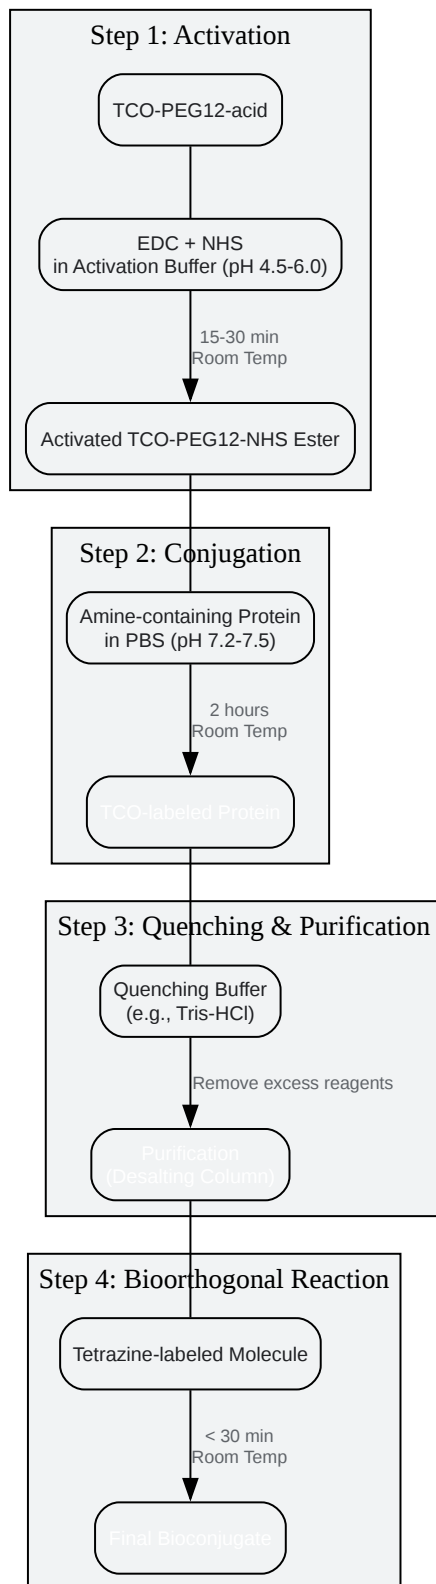 Step 1: Activation
TCO-PEG12-acid
EDC + NHS
in Activation Buffer (pH 4.5-6.0)
15-30 min
Room Temp
Activated TCO-PEG12-NHS Ester
Step 2: Conjugation
Amine-containing Protein
in PBS (pH 7.2-7.5)
2 hours
Room Temp
TCO-labeled Protein
Step 3: Quenching & Purification
Quenching Buffer
(e.g., Tris-HCl)
Remove excess reagents
Purification
(Desalting Column)
Step 4: Bioorthogonal Reaction
Tetrazine-labeled Molecule
< 30 min
Room Temp
Final Bioconjugate